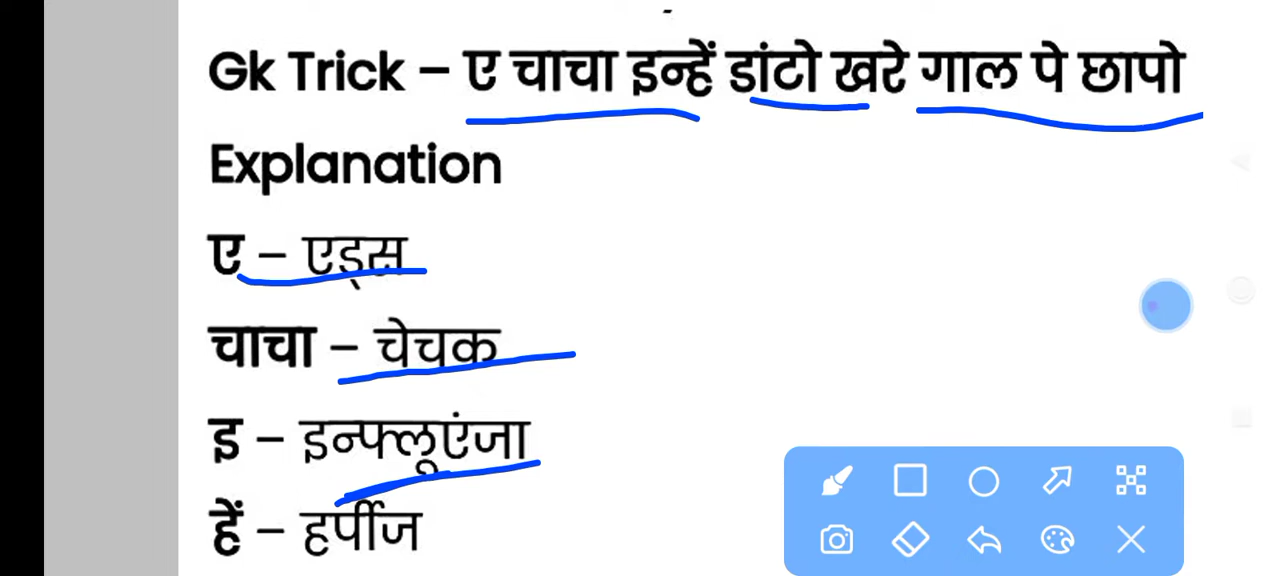 Gk Trick – ए चाचा इन्हें डांटो खरे गाल पे छापो
Explanation
ए – एड्स
चाचा – चेचक
इ – इन्फ्लूएंजा
हें – हर्पीज